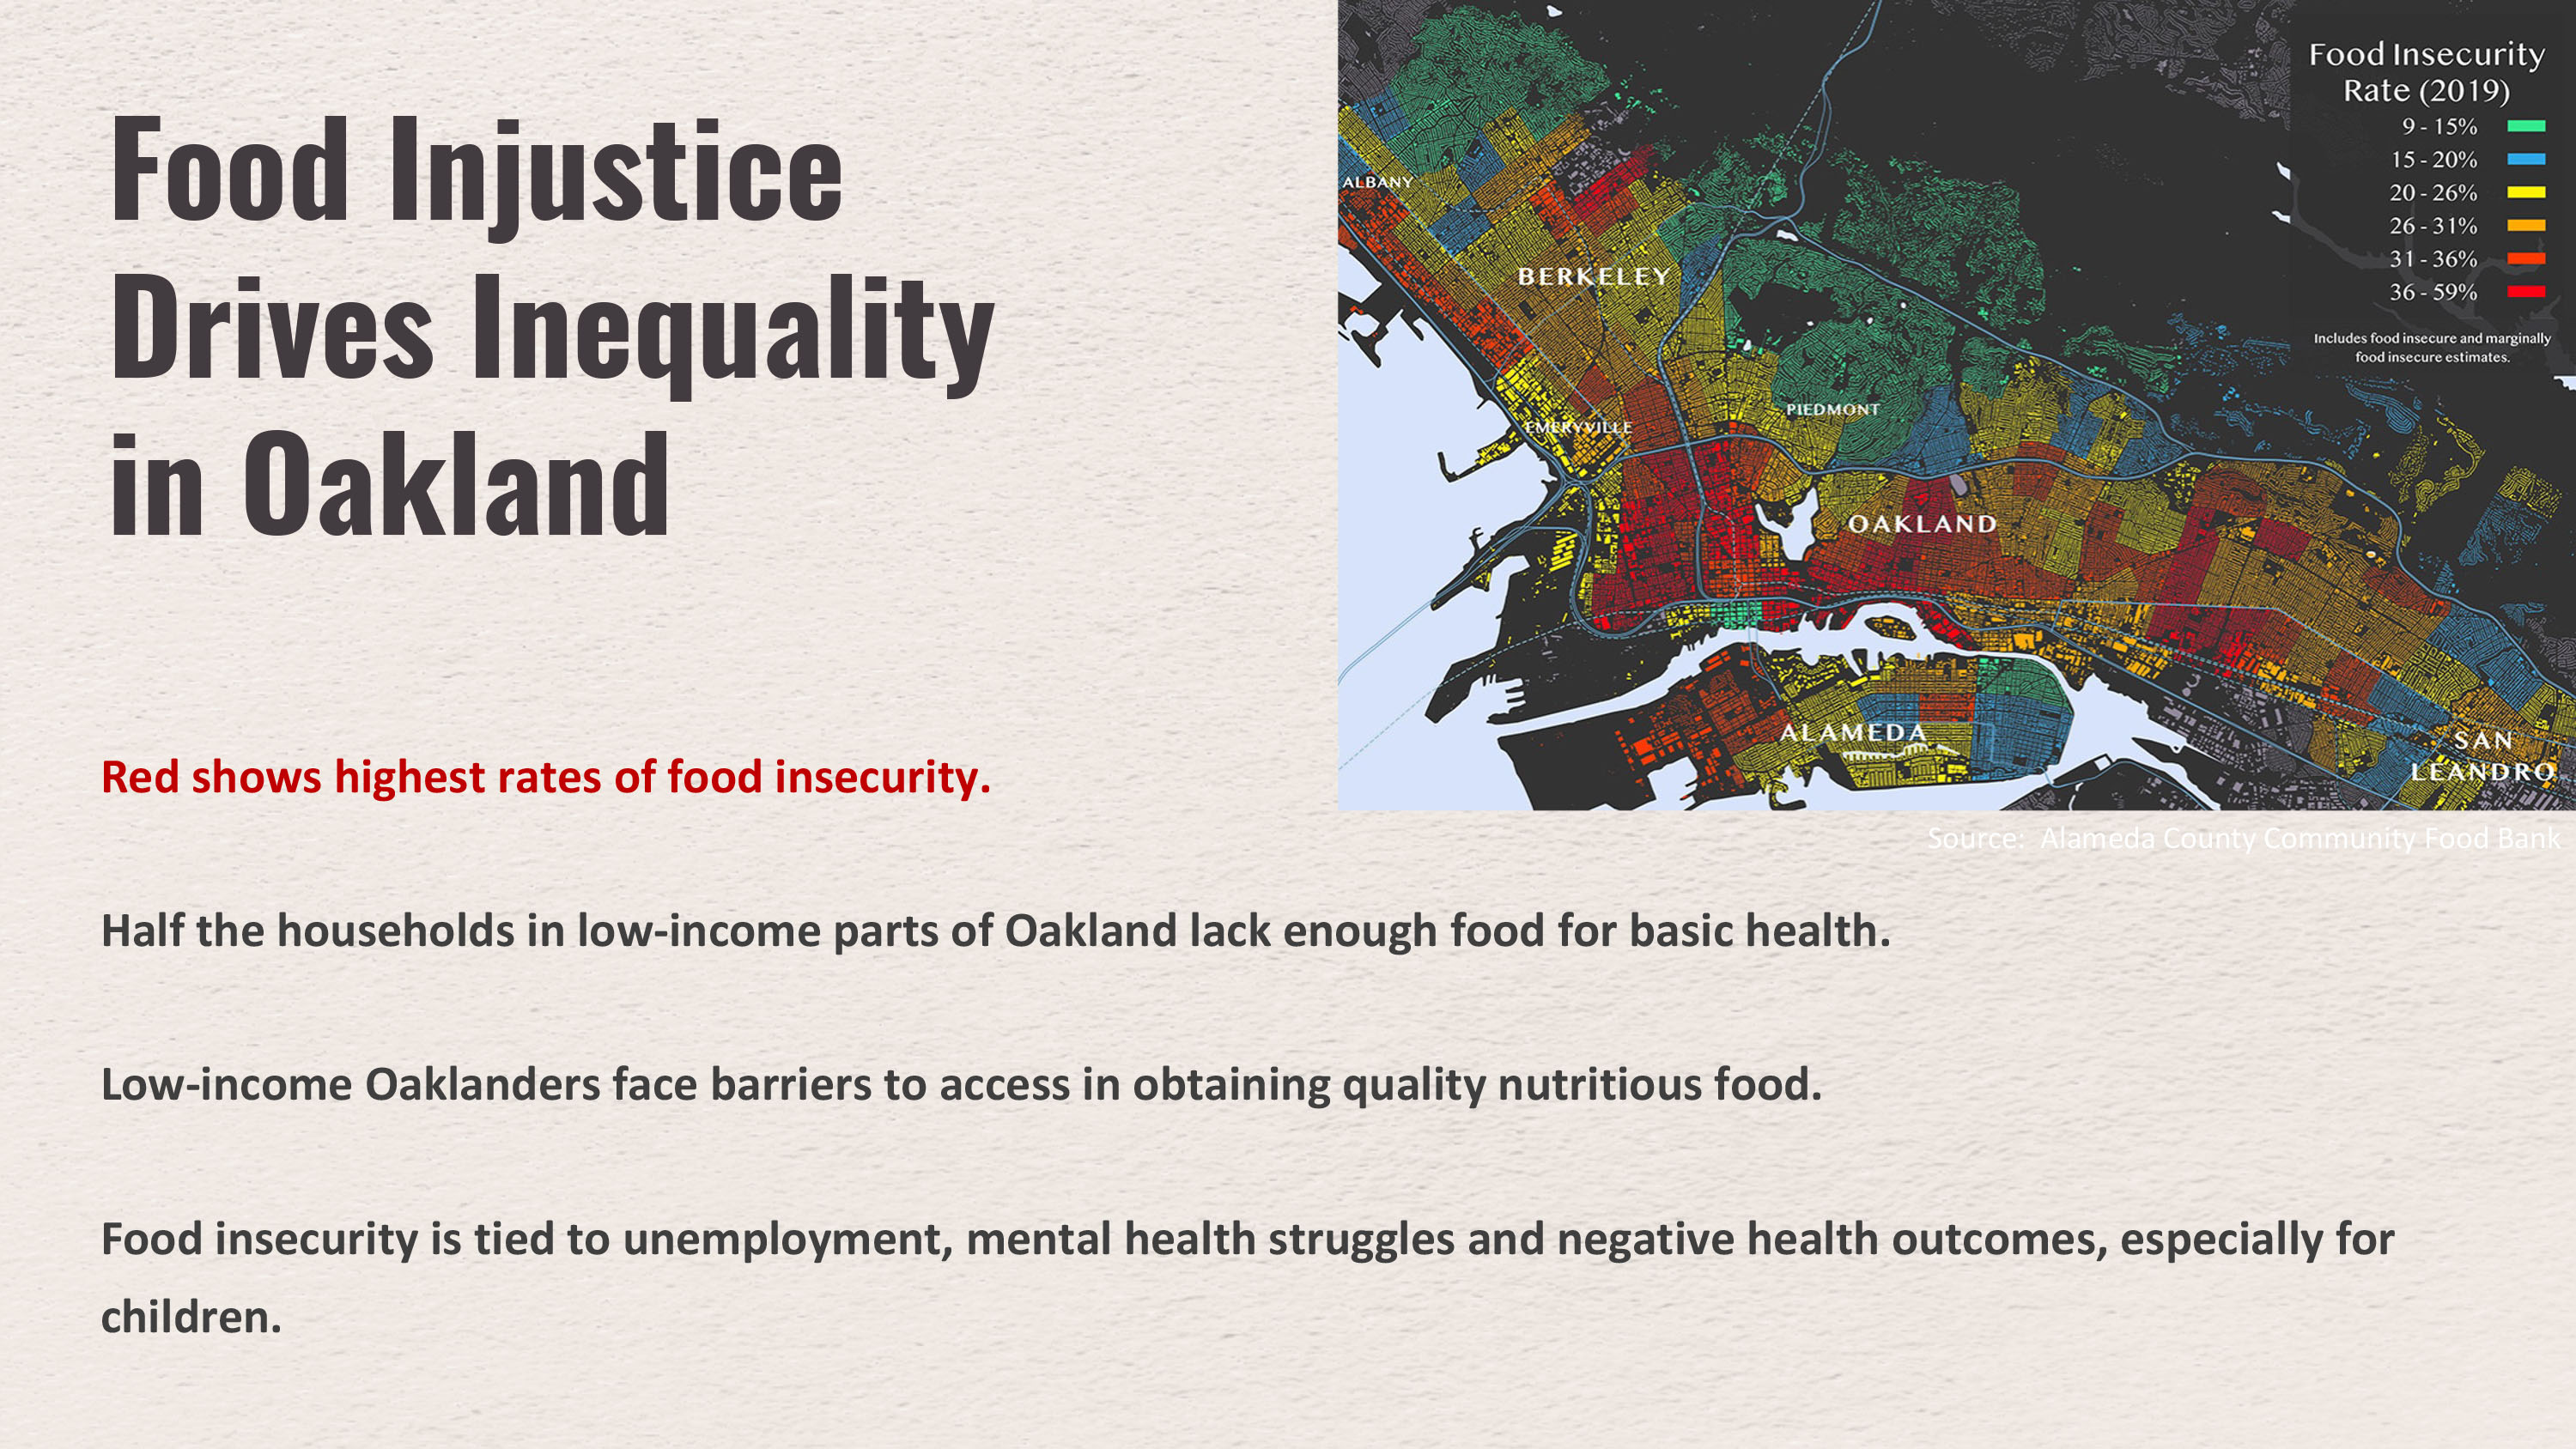 Food Injustice
Drives Inequality
in Oakland
Food Insecurity
Rate (2019)
9 - 15%
15 - 20%
20 - 26%
26 - 31%
31 - 36%
36 - 59%
Includes food insecure and marginally
food insecure estimates.
ALBANY
BERKELEY
PIEDMONT
EMERYVILLE
OAKLAND
ALAMEDA
SAN
LEANDRO
Source: Alameda County Community Food Bank
Red shows highest rates of food insecurity.
Half the households in low-income parts of Oakland lack enough food for basic health.
Low-income Oaklanders face barriers to access in obtaining quality nutritious food.
Food insecurity is tied to unemployment, mental health struggles and negative health outcomes, especially for
children.